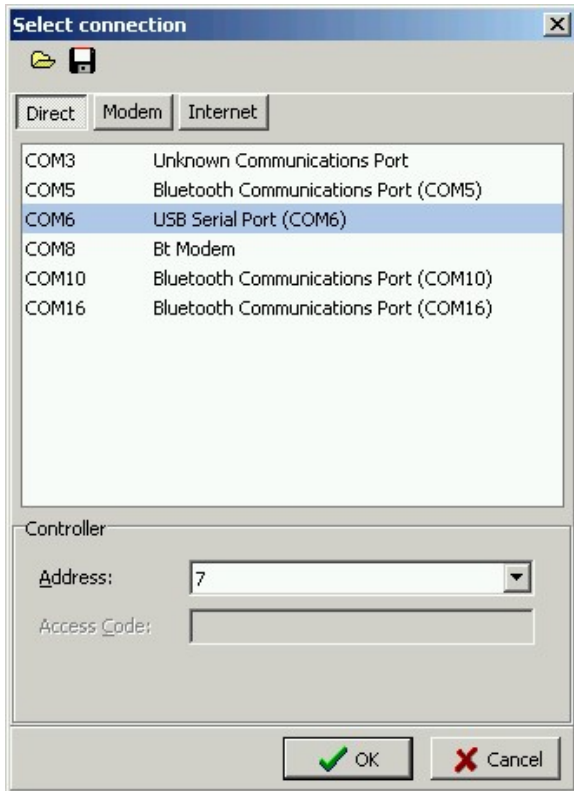 Select connection
Direct Modem Internet
COM3 Unknown Communications Port
COM5 Bluetooth Communications Port (COM5)
COM6 USB Serial Port (COM6)
COM8 Bt Modem
COM10 Bluetooth Communications Port (COM10)
COM16 Bluetooth Communications Port (COM16)
Controller
Address: 7
Access Code:
OK Cancel